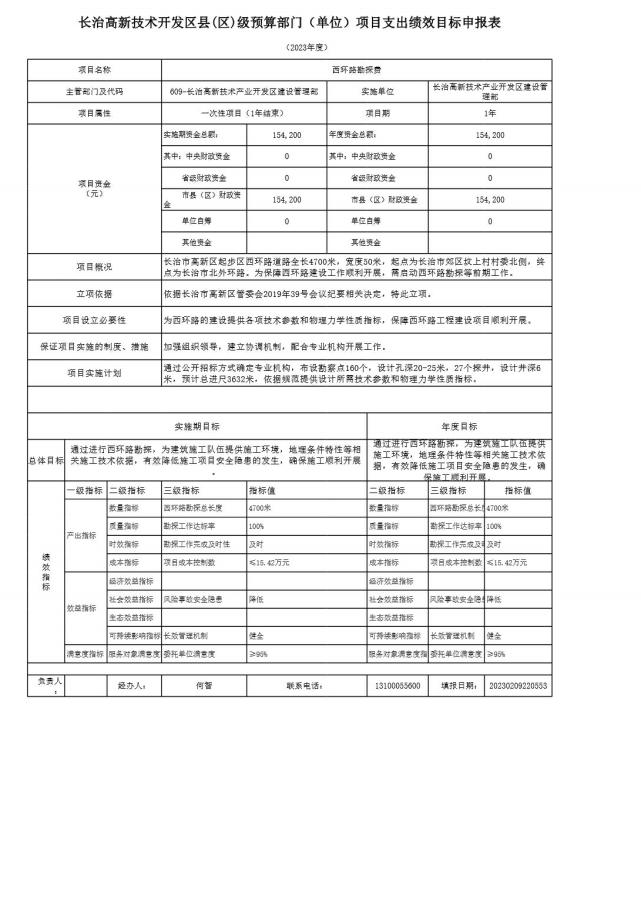 长治高新技术开发区县(区)级预算部门（单位）项目支出绩效目标申报表
（2023年度）
项目名称 西环路勘探费
主管部门及代码 609-长治高新技术产业开发区建设管理部 实施单位 长治高新技术产业开发区建设管理部
项目属性 一次性项目（1年结束） 项目期 1年
项目资金（元） 实施期资金总额： 154,200 年度资金总额： 154,200
其中：中央财政资金 0 其中：中央财政资金 0
省级财政资金 0 省级财政资金 0
市县（区）财政资金 154,200 市县（区）财政资金 154,200
单位自筹 0 单位自筹 0
其他资金 其他资金
项目概况 长治市高新区起步区西环路道路全长4700米，宽度50米，起点为长治市郊区坟上村村委北侧，终
点为长治市北外环路。为保障西环路建设工作顺利开展，需启动西环路勘探等前期工作。
立项依据 依据长治市高新区管委会2019年39号会议纪要相关决定，特此立项。
项目设立必要性 为西环路的建设提供各项技术参数和物理力学性质指标，保障西环路工程建设项目顺利开展。
保证项目实施的制度、措施 加强组织领导，建立协调机制，配合专业机构开展工作。
项目实施计划 通过公开招标方式确定专业机构，布设勘察点160个，设计孔深20-25米，27个探井，设计井深6
米，预计总进尺3632米，依据规范提供设计所需技术参数和物理力学性质指标。
实施期目标 年度目标
总体目标 通过进行西环路勘探，为建筑施工队伍提供施工环境，地理条件特性等相
关施工技术依据，有效降低施工项目安全隐患的发生，确保施工顺利开展
。
通过进行西环路勘探，为建筑施工队伍提供
施工环境，地理条件特性等相关施工技术依
据，有效降低施工项目安全隐患的发生，确
保施工顺利开展。
绩效指标 一级指标 二级指标 三级指标 指标值 二级指标 三级指标 指标值
产出指标 数量指标 西环路勘探总长度 4700米 数量指标 西环路勘探总长 4700米
质量指标 勘探工作达标率 100% 质量指标 勘探工作达标率 100%
时效指标 勘探工作完成及时性 及时 时效指标 勘探工作完成及 及时
成本指标 项目成本控制数 ≤15.42万元 成本指标 项目成本控制数 ≤15.42万元
效益指标 经济效益指标 经济效益指标
社会效益指标 风险事故安全隐患 降低 社会效益指标 风险事故安全隐 降低
生态效益指标 生态效益指标
可持续影响指标 长效管理机制 健全 可持续影响指标 长效管理机制 健全
满意度指标 服务对象满意度 委托单位满意度 ≥95% 服务对象满意度指 委托单位满意度 ≥95%
负责人： 经办人： 何智 联系电话： 13100055600 填报日期： 20230209220553